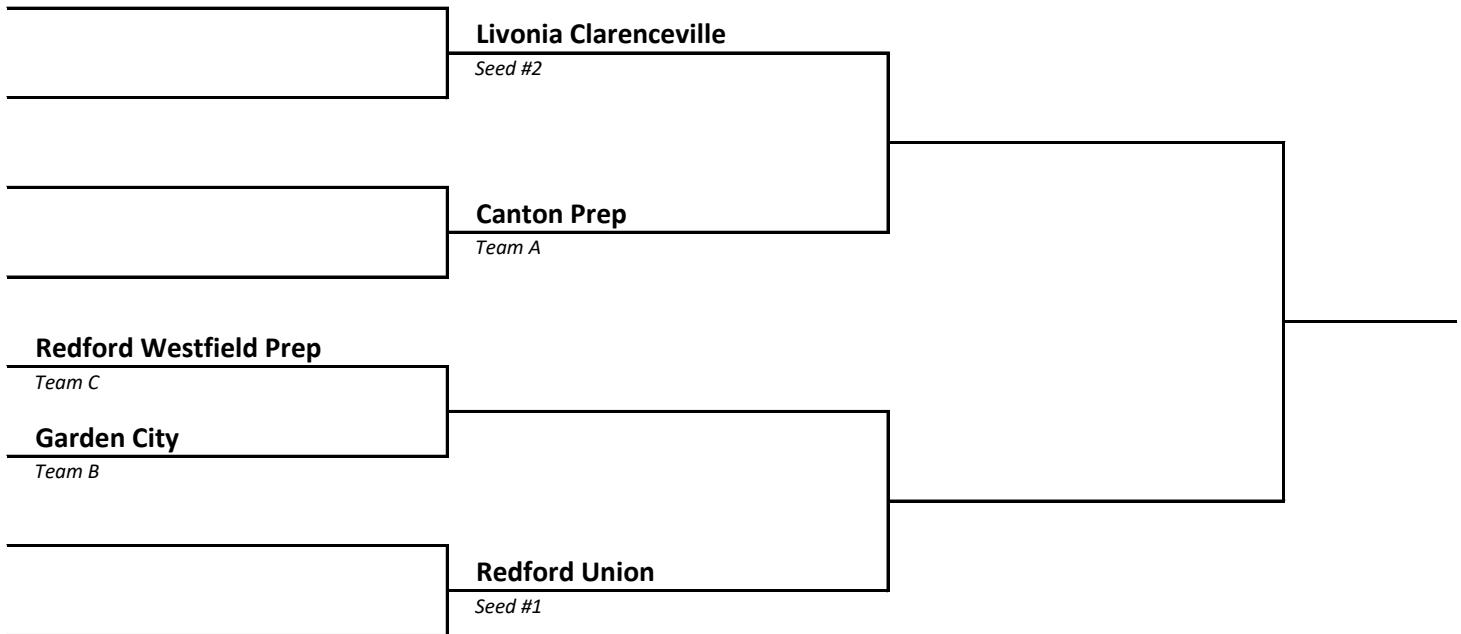 Livonia Clarenceville
Seed #2
Canton Prep
Team A
Redford Westfield Prep
Team C
Garden City
Team B
Redford Union
Seed #1